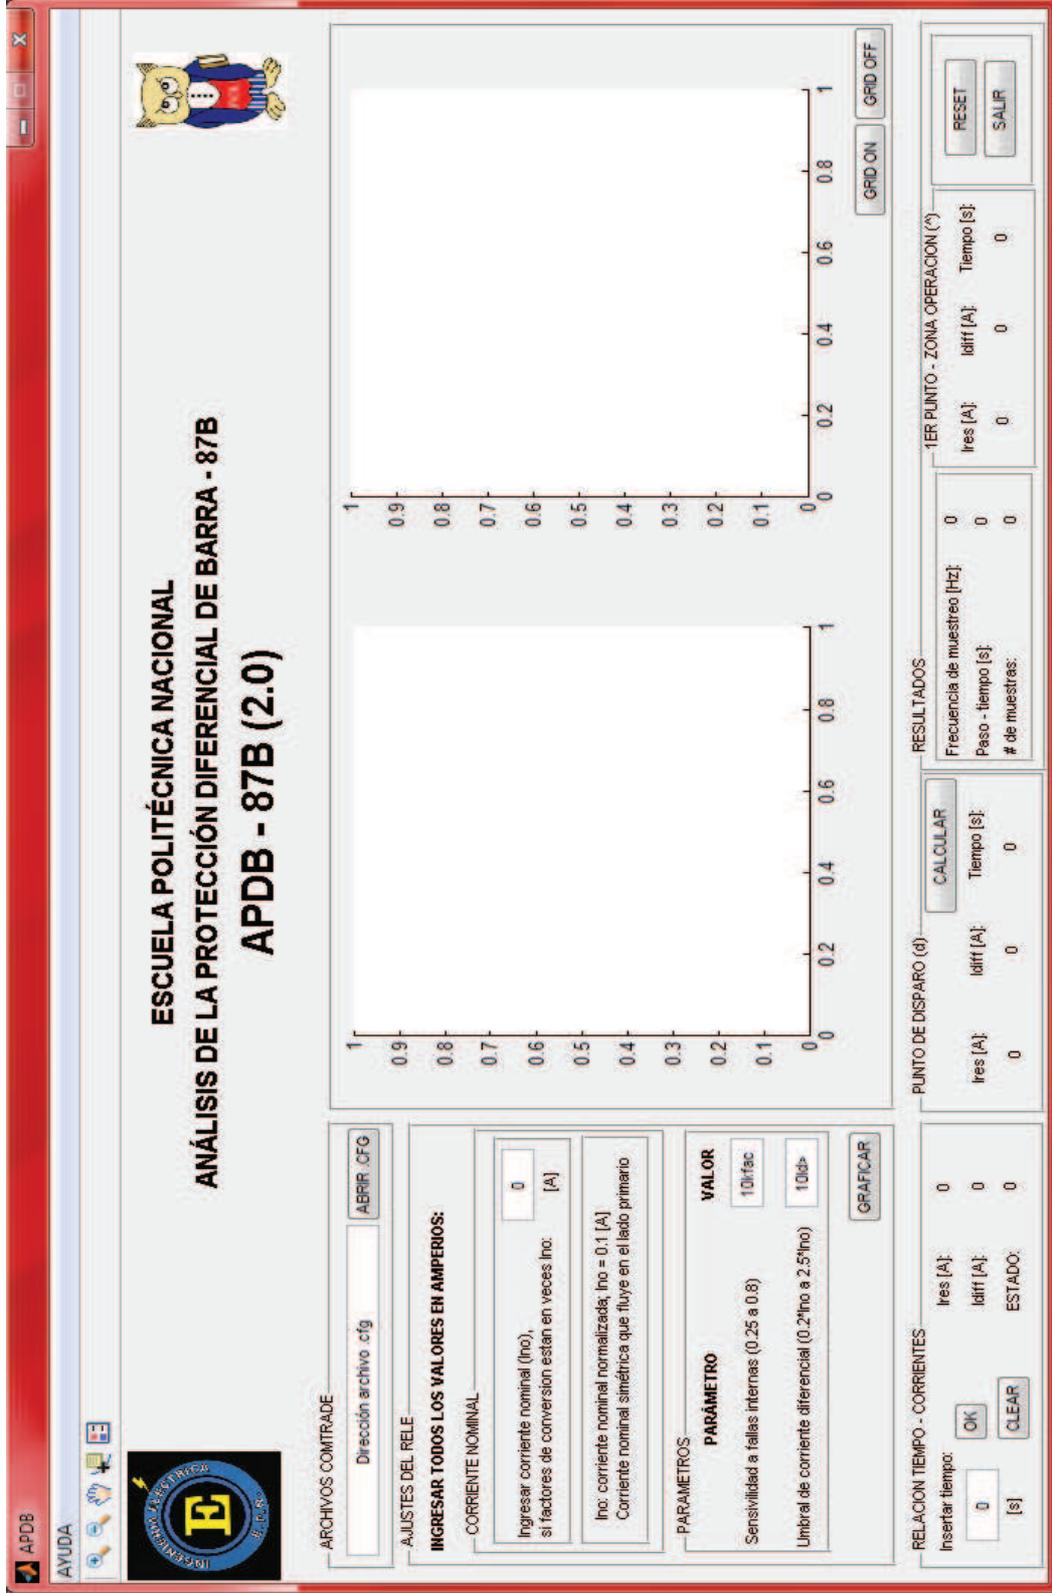 APDB
AYUDA
INGENIERÍA ELÉCTRICA
E
E.P.N.
ESCUELA POLITÉCNICA NACIONAL
ANÁLISIS DE LA PROTECCIÓN DIFERENCIAL DE BARRA - 87B
APDB - 87B (2.0)
ARCHIVOS COMTRADE
Dirección archivo .cfg
ABRIR .CFG
AJUSTES DEL RELE
INGRESAR TODOS LOS VALORES EN AMPERIOS:
CORRIENTE NOMINAL
Ingresar corriente nominal (Ino),
si factores de conversion estan en veces Ino:
0
[A]
Ino: corriente nominal normalizada; Ino = 0.1 [A]
Corriente nominal simétrica que fluye en el lado primario
PARAMETROS
PARÁMETRO VALOR
Sensivilidad a fallas internas (0.25 a 0.8) 10kfac
Umbral de corriente diferencial (0.2*Ino a 2.5*Ino) 10Id>
GRAFICAR
1
0.9
0.8
0.7
0.6
0.5
0.4
0.3
0.2
0.1
0
0 0.2 0.4 0.6 0.8 1
1
0.9
0.8
0.7
0.6
0.5
0.4
0.3
0.2
0.1
0
0 0.2 0.4 0.6 0.8 1
GRID ON GRID OFF
RELACION TIEMPO - CORRIENTES
Insertar tiempo:
0
[s]
OK
CLEAR
Ires [A]: 0
Idiff [A]: 0
ESTADO: 0
PUNTO DE DISPARO (d)
CALCULAR
Ires [A]: Idiff [A]: Tiempo [s]:
0 0 0
RESULTADOS
Frecuencia de muestreo [Hz]: 0
Paso - tiempo [s]: 0
# de muestras: 0
1ER PUNTO - ZONA OPERACION (*)
Ires [A]: Idiff [A]: Tiempo [s]:
0 0 0
RESET
SALIR